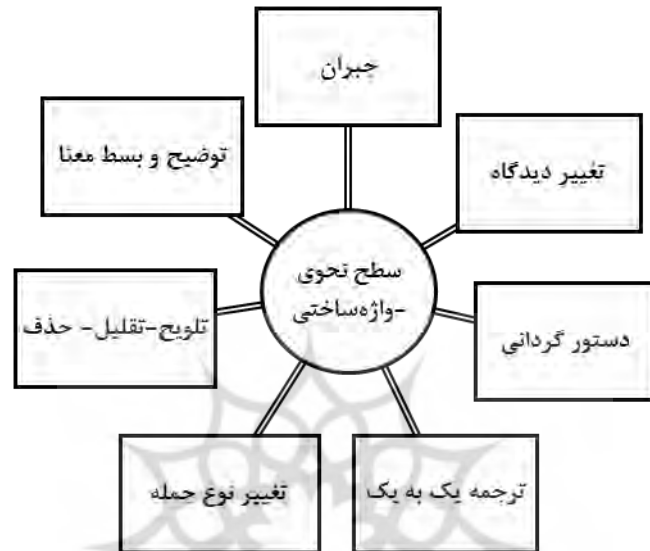 جبران
تغییر دیدگاه
توضیح و بسط معنا
سطح نحوی
-واژه‌ساختی
دستور گردانی
تلویح-تقلیل- حذف
ترجمه یک به یک
تغییر نوع جمله